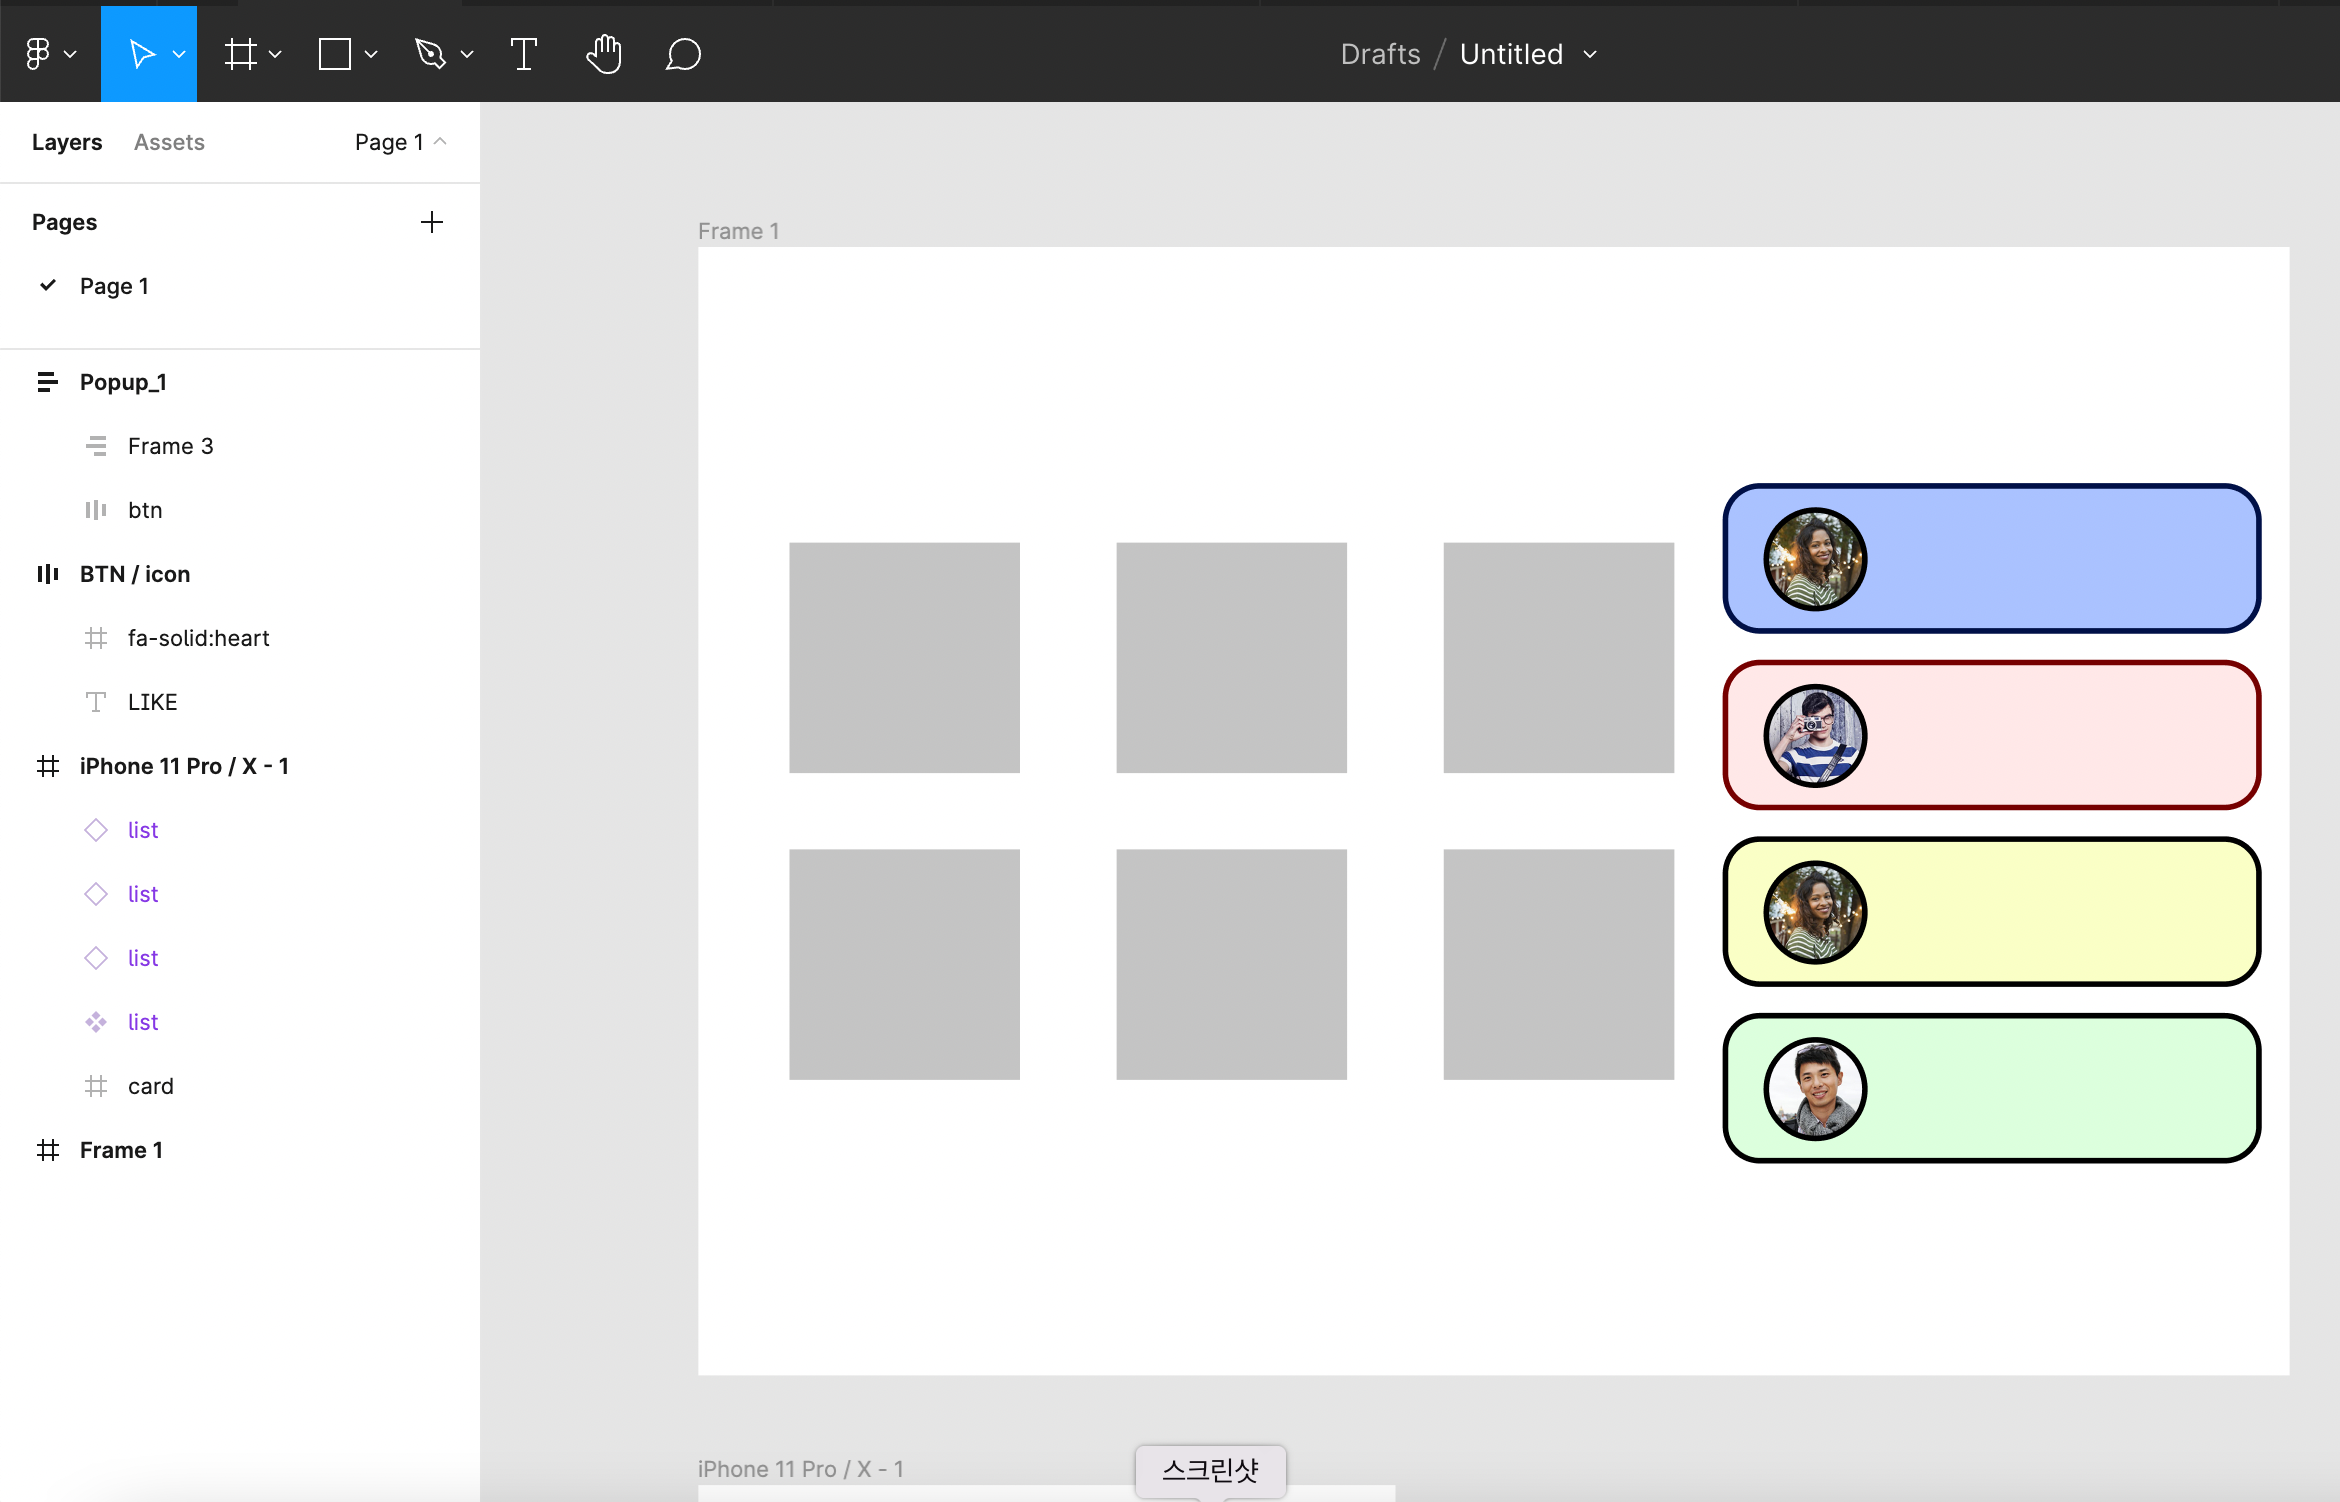 Drafts / Untitled
Layers
Assets
Page 1
Pages
Page 1
Popup_1
Frame 3
btn
BTN / icon
fa-solid:heart
LIKE
iPhone 11 Pro / X - 1
list
list
list
list
card
Frame 1
Frame 1
iPhone 11 Pro / X - 1
스크린샷